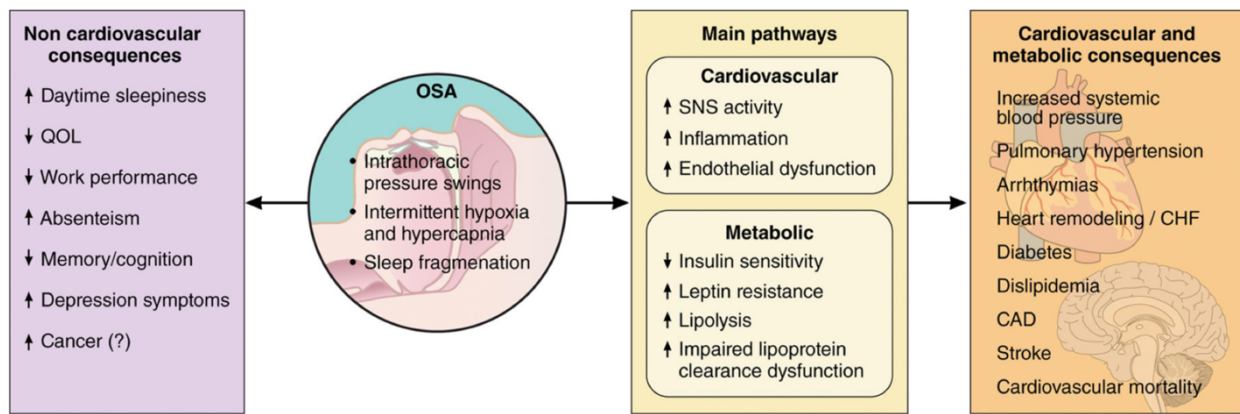 Non cardiovascular
consequences
↑ Daytime sleepiness
↓ QOL
↓ Work performance
↑ Absenteism
↓ Memory/cognition
↑ Depression symptoms
↑ Cancer (?)
OSA
• Intrathoracic
pressure swings
• Intermittent hypoxia
and hypercapnia
• Sleep fragmenation
Main pathways
Cardiovascular
↑ SNS activity
↑ Inflammation
↑ Endothelial dysfunction
Metabolic
↓ Insulin sensitivity
↑ Leptin resistance
↑ Lipolysis
↑ Impaired lipoprotein
clearance dysfunction
Cardiovascular and
metabolic consequences
Increased systemic
blood pressure
Pulmonary hypertension
Arrhythmias
Heart remodeling / CHF
Diabetes
Dislipidemia
CAD
Stroke
Cardiovascular mortality